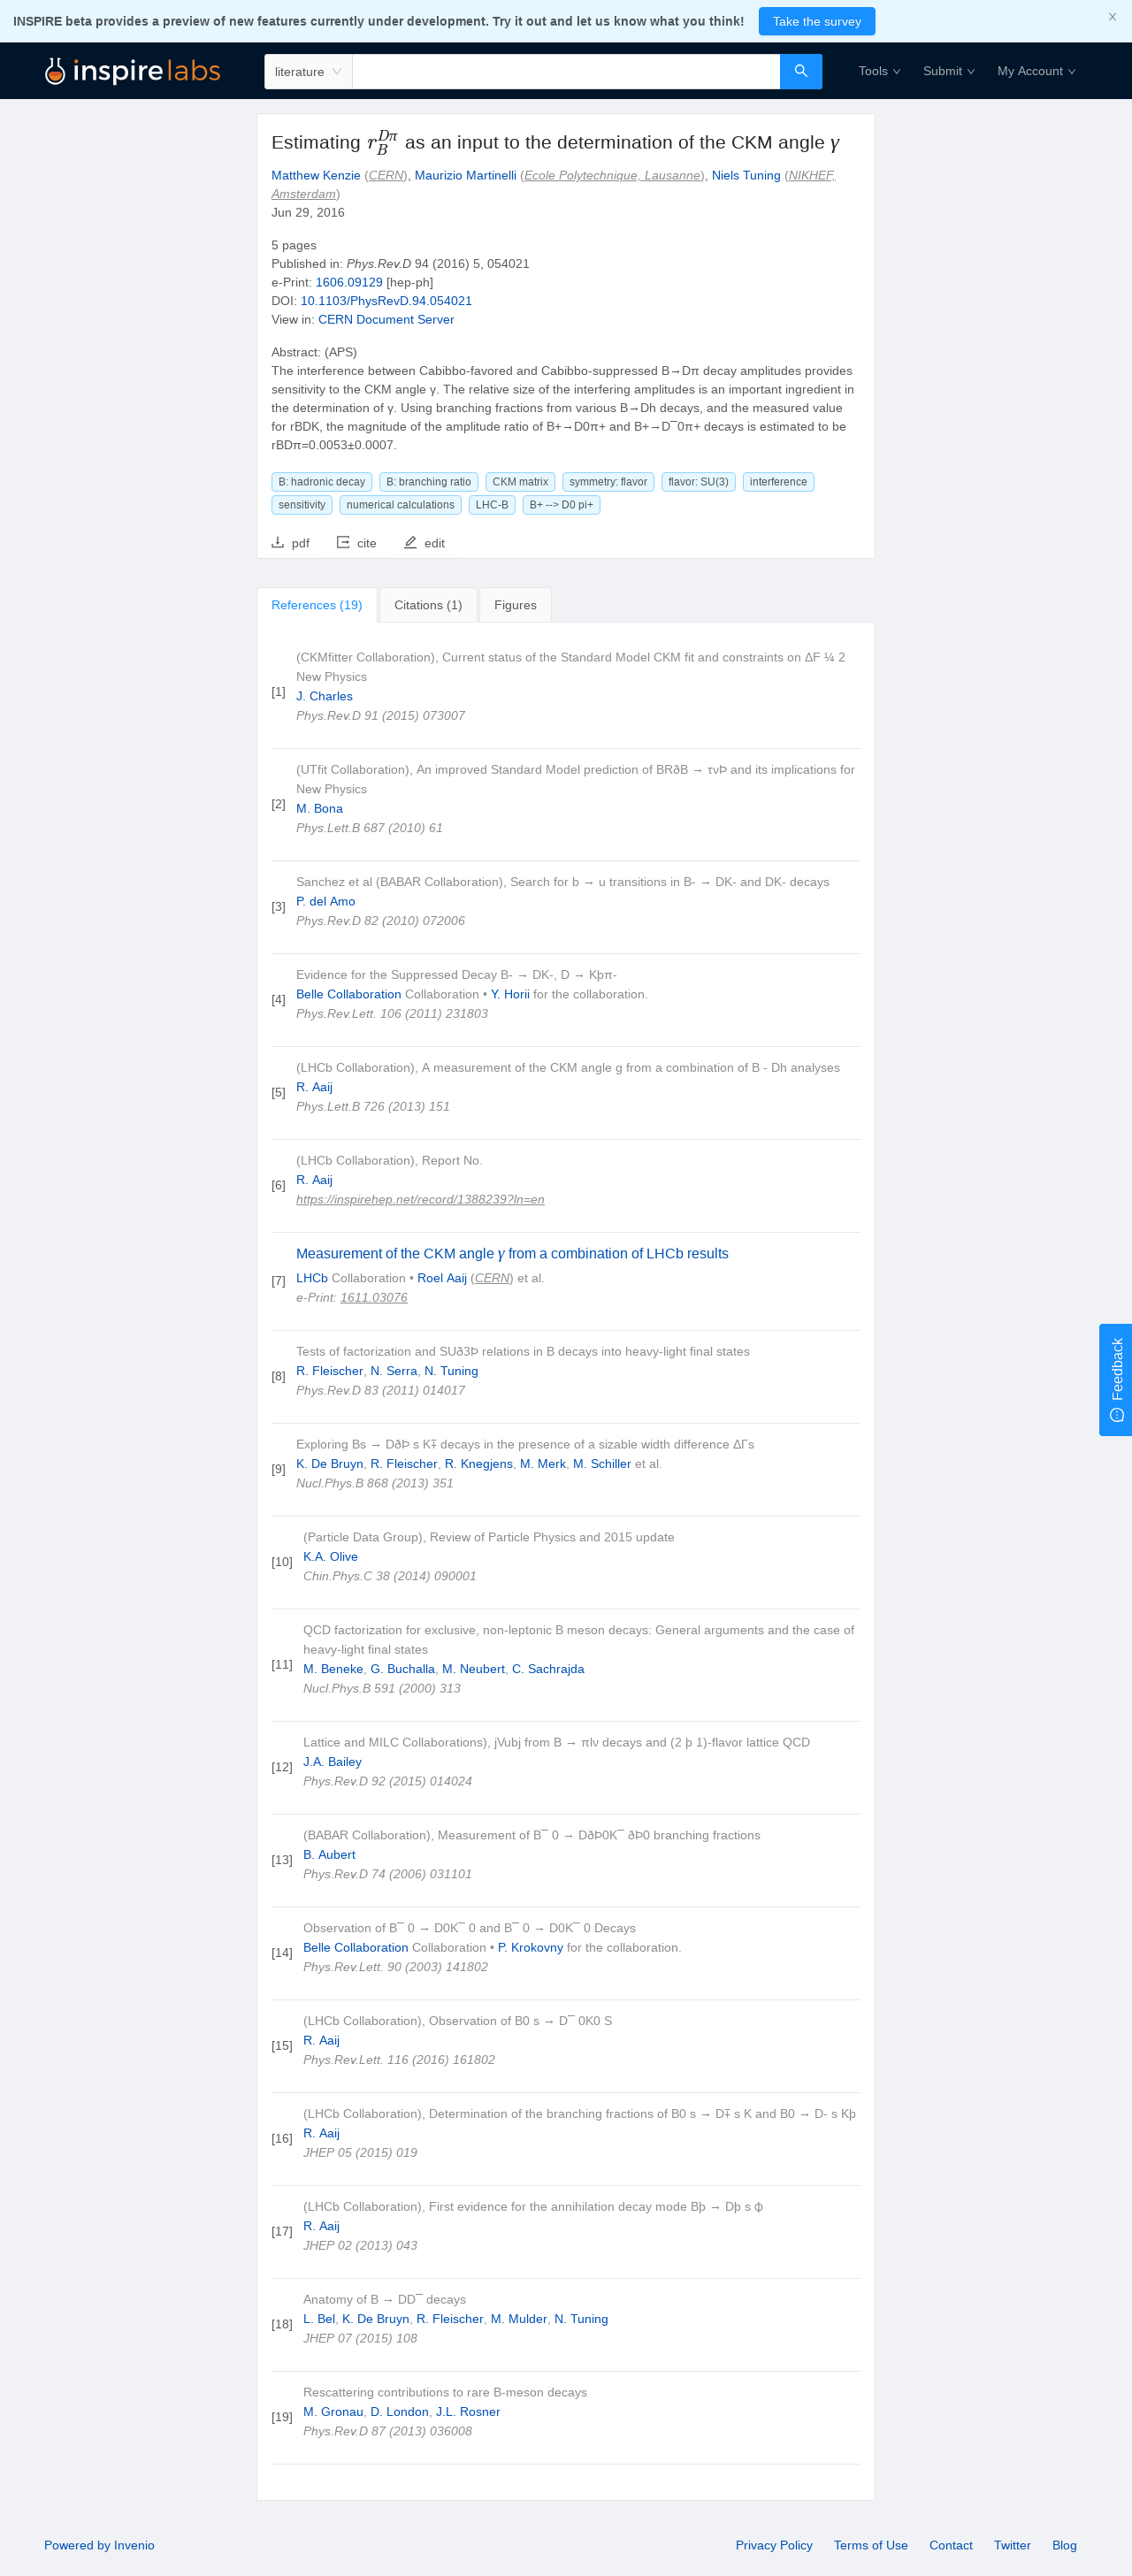 INSPIRE beta provides a preview of new features currently under development. Try it out and let us know what you think! Take the survey X
inspire labs literature Tools Submit My Account
Estimating r_B^{Dπ} as an input to the determination of the CKM angle γ
Matthew Kenzie (CERN), Maurizio Martinelli (Ecole Polytechnique, Lausanne), Niels Tuning (NIKHEF,
Amsterdam)
Jun 29, 2016
5 pages
Published in: Phys.Rev.D 94 (2016) 5, 054021
e-Print: 1606.09129 [hep-ph]
DOI: 10.1103/PhysRevD.94.054021
View in: CERN Document Server
Abstract: (APS)
The interference between Cabibbo-favored and Cabibbo-suppressed B→Dπ decay amplitudes provides
sensitivity to the CKM angle γ. The relative size of the interfering amplitudes is an important ingredient in
the determination of γ. Using branching fractions from various B→Dh decays, and the measured value
for rBDK, the magnitude of the amplitude ratio of B+→D0π+ and B+→D¯0π+ decays is estimated to be
rBDπ=0.0053±0.0007.
B: hadronic decay B: branching ratio CKM matrix symmetry: flavor flavor: SU(3) interference
sensitivity numerical calculations LHC-B B+ --> D0 pi+
pdf cite edit
References (19) Citations (1) Figures
(CKMfitter Collaboration), Current status of the Standard Model CKM fit and constraints on ΔF ¼ 2
New Physics
[1]
J. Charles
Phys.Rev.D 91 (2015) 073007
(UTfit Collaboration), An improved Standard Model prediction of BRðB → τνÞ and its implications for
New Physics
[2]
M. Bona
Phys.Lett.B 687 (2010) 61
Sanchez et al (BABAR Collaboration), Search for b → u transitions in B- → DK- and DK- decays
[3] P. del Amo
Phys.Rev.D 82 (2010) 072006
Evidence for the Suppressed Decay B- → DK-, D → Kþπ-
[4] Belle Collaboration Collaboration • Y. Horii for the collaboration.
Phys.Rev.Lett. 106 (2011) 231803
(LHCb Collaboration), A measurement of the CKM angle g from a combination of B - Dh analyses
[5] R. Aaij
Phys.Lett.B 726 (2013) 151
(LHCb Collaboration), Report No.
[6] R. Aaij
https://inspirehep.net/record/1388239?ln=en
Measurement of the CKM angle γ from a combination of LHCb results
[7] LHCb Collaboration • Roel Aaij (CERN) et al.
e-Print: 1611.03076
Tests of factorization and SUð3Þ relations in B decays into heavy-light final states
[8] R. Fleischer, N. Serra, N. Tuning
Phys.Rev.D 83 (2011) 014017
Exploring Bs → DðÞ s K∓ decays in the presence of a sizable width difference ΔΓs
[9] K. De Bruyn, R. Fleischer, R. Knegjens, M. Merk, M. Schiller et al.
Nucl.Phys.B 868 (2013) 351
(Particle Data Group), Review of Particle Physics and 2015 update
[10] K.A. Olive
Chin.Phys.C 38 (2014) 090001
QCD factorization for exclusive, non-leptonic B meson decays: General arguments and the case of
heavy-light final states
[11]
M. Beneke, G. Buchalla, M. Neubert, C. Sachrajda
Nucl.Phys.B 591 (2000) 313
Lattice and MILC Collaborations), jVubj from B → πlν decays and (2 þ 1)-flavor lattice QCD
[12] J.A. Bailey
Phys.Rev.D 92 (2015) 014024
(BABAR Collaboration), Measurement of B¯ 0 → DðÞ0K¯ ðÞ0 branching fractions
[13] B. Aubert
Phys.Rev.D 74 (2006) 031101
Observation of B¯ 0 → D0K¯ 0 and B¯ 0 → D0K¯ 0 Decays
[14] Belle Collaboration Collaboration • P. Krokovny for the collaboration.
Phys.Rev.Lett. 90 (2003) 141802
(LHCb Collaboration), Observation of B0 s → D¯ 0K0 S
[15] R. Aaij
Phys.Rev.Lett. 116 (2016) 161802
(LHCb Collaboration), Determination of the branching fractions of B0 s → D∓ s K and B0 → D- s Kþ
[16] R. Aaij
JHEP 05 (2015) 019
(LHCb Collaboration), First evidence for the annihilation decay mode Bþ → Dþ s ϕ
[17] R. Aaij
JHEP 02 (2013) 043
Anatomy of B → DD¯ decays
[18] L. Bel, K. De Bruyn, R. Fleischer, M. Mulder, N. Tuning
JHEP 07 (2015) 108
Rescattering contributions to rare B-meson decays
[19] M. Gronau, D. London, J.L. Rosner
Phys.Rev.D 87 (2013) 036008
Feedback
Powered by Invenio Privacy Policy Terms of Use Contact Twitter Blog